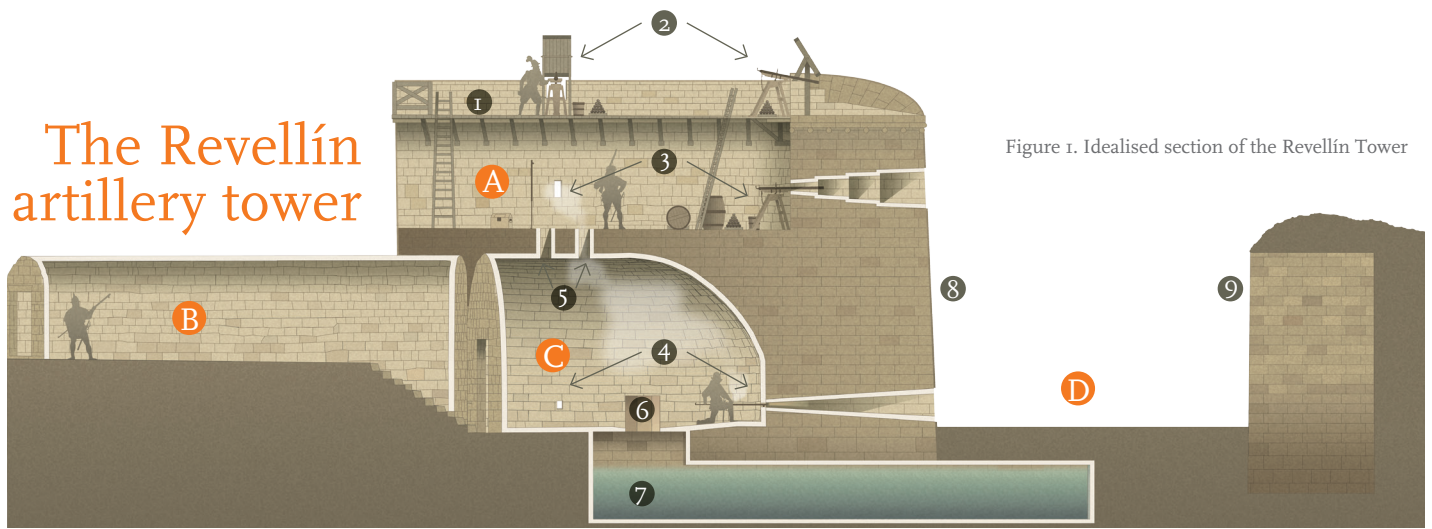 2
1
The Revellín
artillery tower
Figure 1. Idealised section of the Revellín Tower
3
A
5
8
9
B
C
4
D
6
7